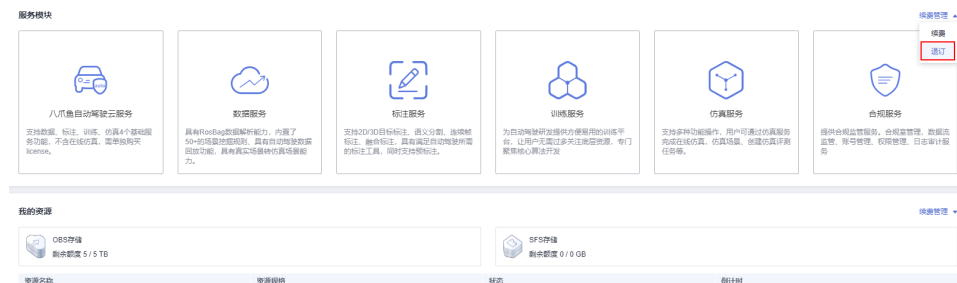 服务模块
续费管理
续费
退订
八爪鱼自动驾驶云服务
支持数据、标注、训练、仿真4个基础服
务功能，不含在线仿真，需单独购买
license。
数据服务
具有RosBag数据解析能力，内置了
50+的场景挖掘规则，具有自动驾驶数据
回放功能，具有真实场景转仿真场景能
力。
标注服务
支持2D/3D目标标注、语义分割、连续帧
标注、融合标注，具有满足自动驾驶所需
的标注工具，同时支持预标注。
训练服务
为自动驾驶研发提供方便易用的训练平
台，让用户无需过多关注底层资源，专门
聚焦核心算法开发
仿真服务
支持多种功能操作，用户可通过仿真服务
完成在线仿真、仿真场景、创建仿真评测
任务等。
合规服务
提供合规监管服务。合规室管理、数据流
监管、账号管理、权限管理、日志审计服
务
我的资源
续费管理
OBS存储
剩余额度 5 / 5 TB
SFS存储
剩余额度 0 / 0 GB
资源名称
资源规格
状态
倒计时